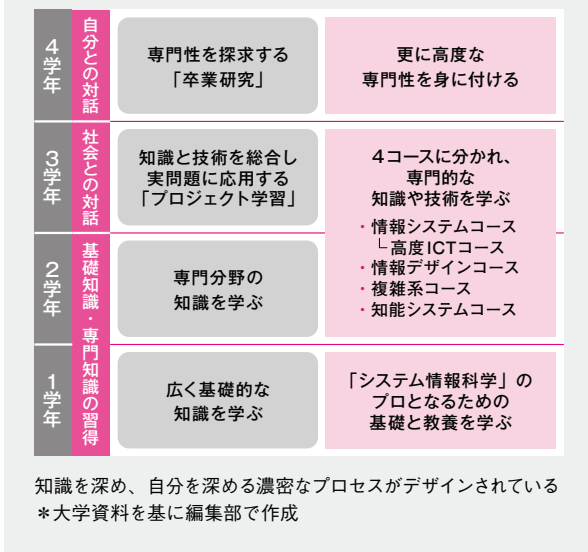 4学年
自分との対話
専門性を探求する
「卒業研究」
更に高度な
専門性を身に付ける
3学年
社会との対話
知識と技術を総合し
実問題に応用する
「プロジェクト学習」
4コースに分かれ、
専門的な
知識や技術を学ぶ
・情報システムコース
└高度ICTコース
・情報デザインコース
・複雑系コース
・知能システムコース
2学年
基礎知識・専門知識の習得
専門分野の
知識を学ぶ
1学年
広く基礎的な
知識を学ぶ
「システム情報科学」の
プロとなるための
基礎と教養を学ぶ
知識を深め、自分を深める濃密なプロセスがデザインされている
＊大学資料を基に編集部で作成